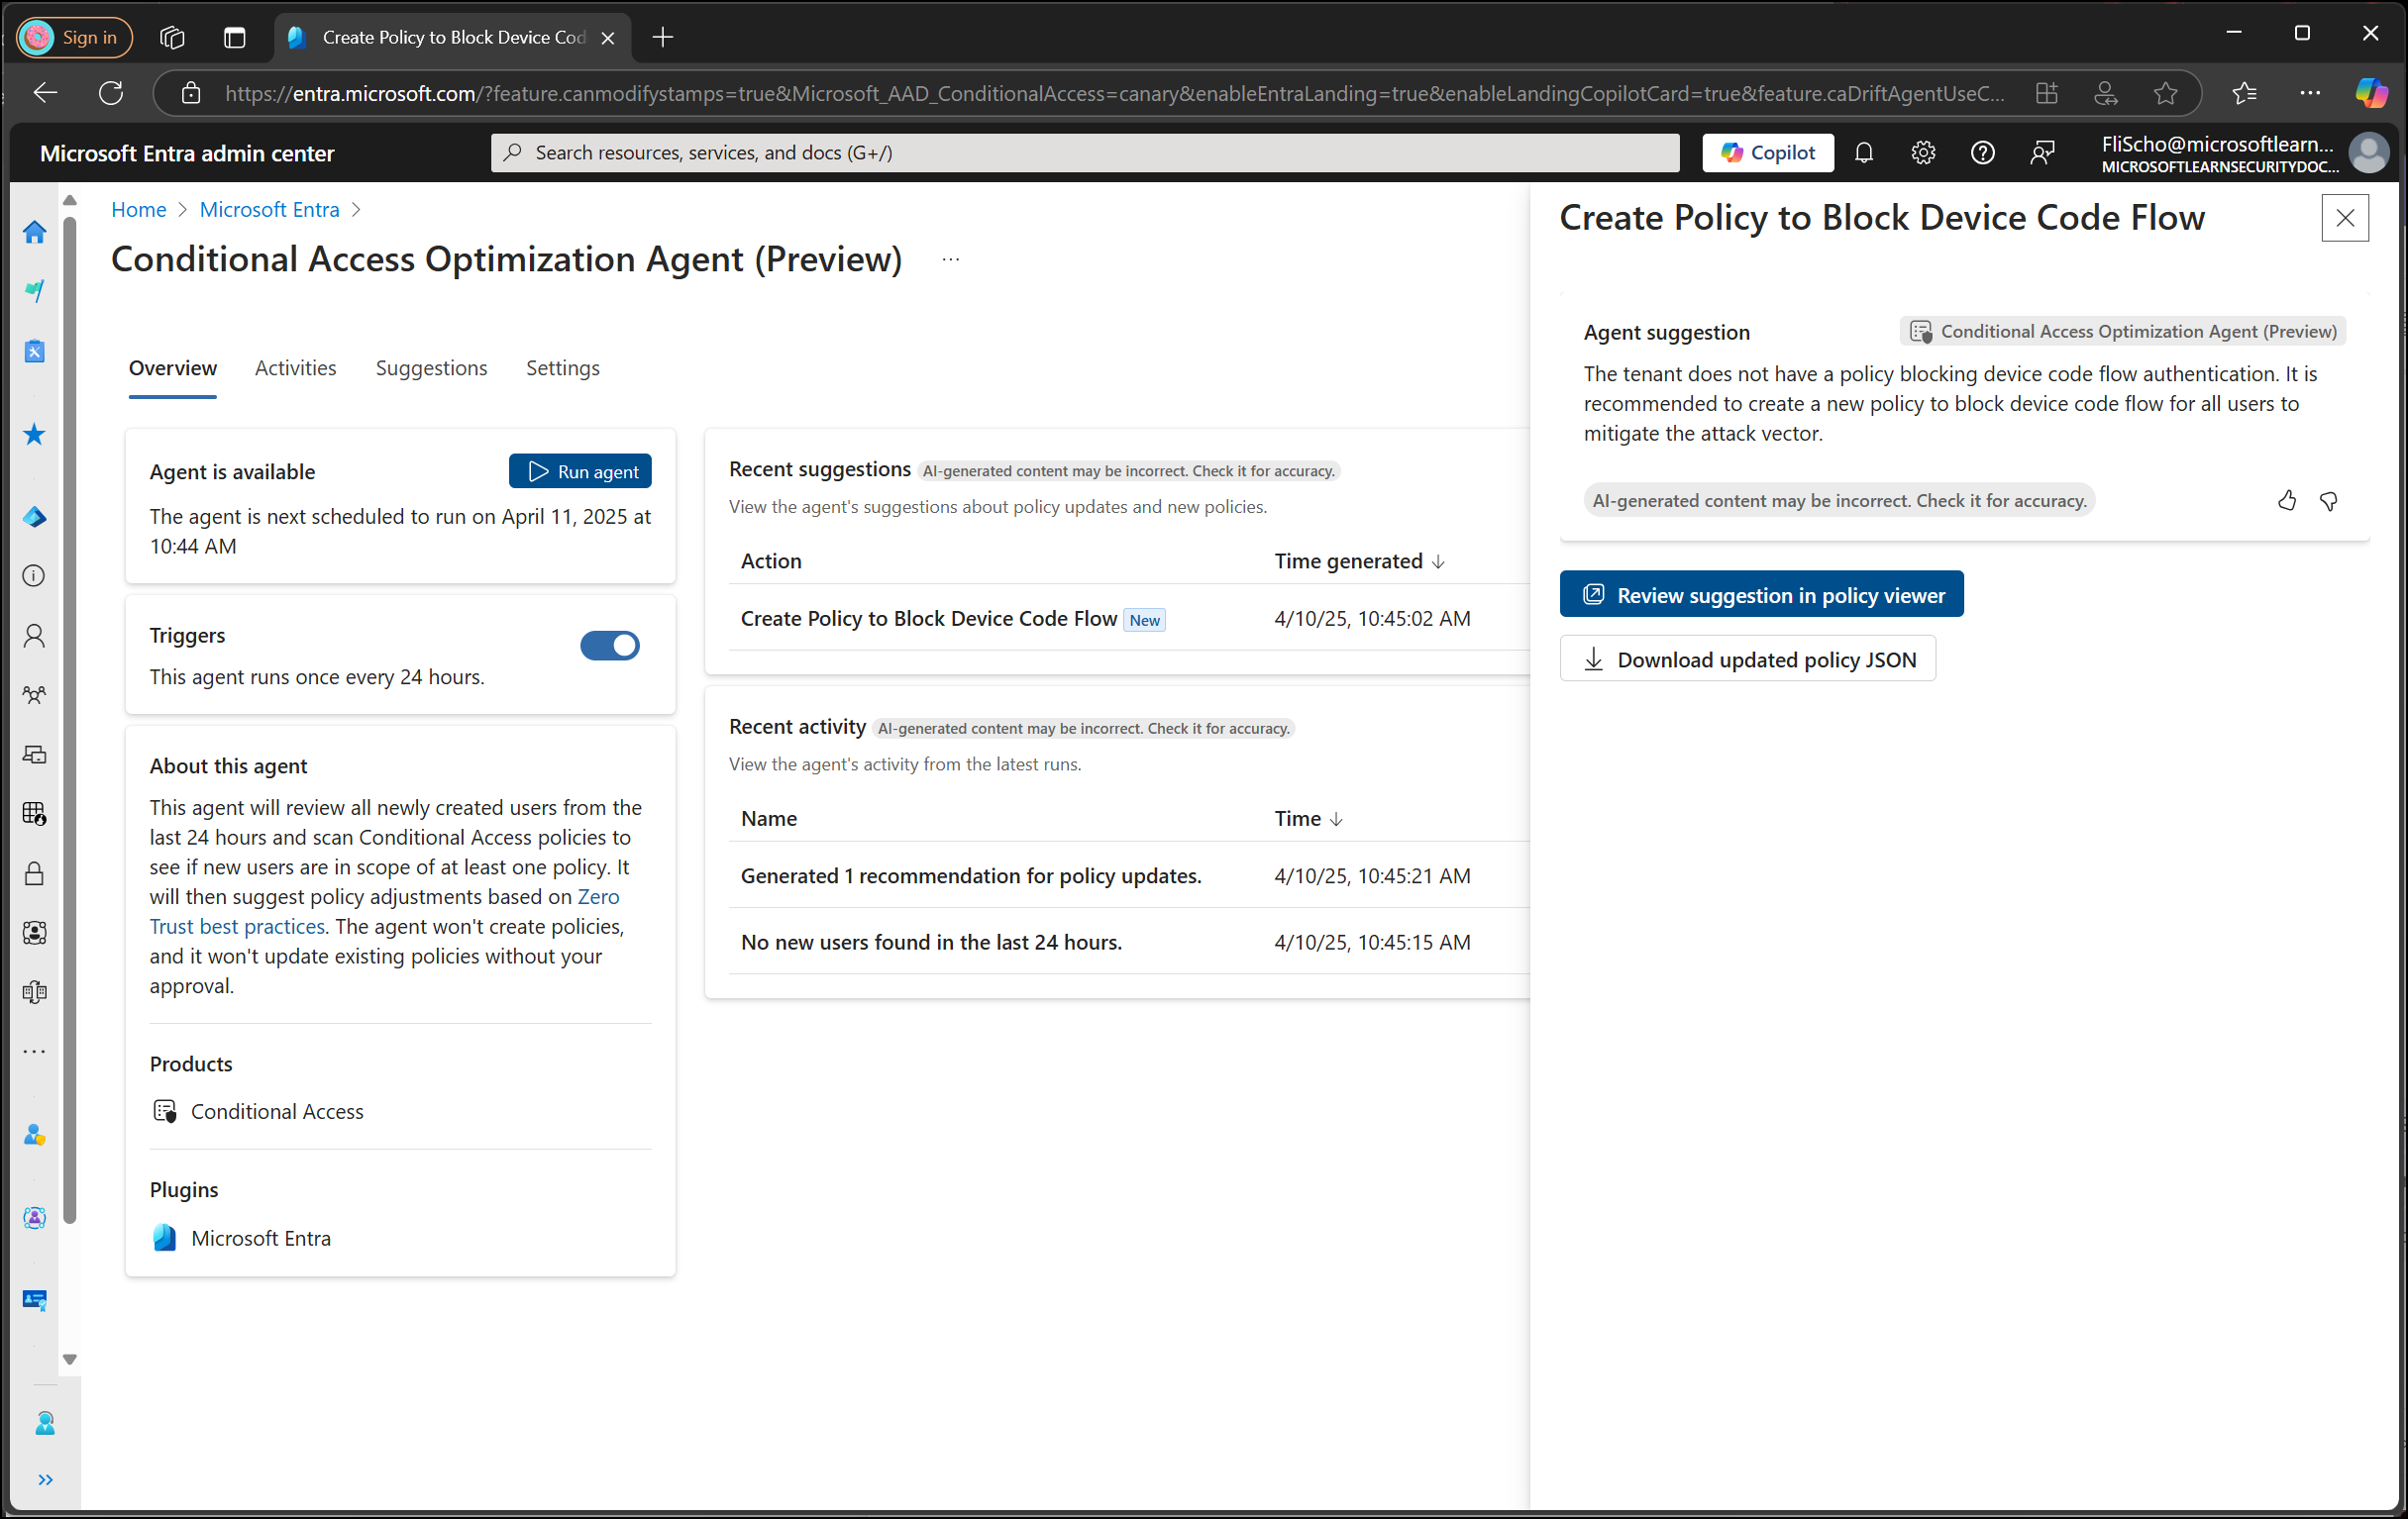 Sign in
Create Policy to Block Device Cod
https://entra.microsoft.com/?feature.canmodifystamps=true&Microsoft_AAD_ConditionalAccess=canary&enableEntraLanding=true&enableLandingCopilotCard=true&feature.caDriftAgentUseC...
Microsoft Entra admin center
Search resources, services, and docs (G+/)
Copilot
FliScho@microsoftlearn...
MICROSOFTLEARNSECURITYDOC...
Home > Microsoft Entra >
Conditional Access Optimization Agent (Preview) ...
Overview
Activities
Suggestions
Settings
Agent is available
Run agent
The agent is next scheduled to run on April 11, 2025 at
10:44 AM
Triggers
This agent runs once every 24 hours.
About this agent
This agent will review all newly created users from the
last 24 hours and scan Conditional Access policies to
see if new users are in scope of at least one policy. It
will then suggest policy adjustments based on Zero
Trust best practices. The agent won't create policies,
and it won't update existing policies without your
approval.
Products
Conditional Access
Plugins
Microsoft Entra
Recent suggestions AI-generated content may be incorrect. Check it for accuracy.
View the agent's suggestions about policy updates and new policies.
Action Time generated ↓
Create Policy to Block Device Code Flow New 4/10/25, 10:45:02 AM
Recent activity AI-generated content may be incorrect. Check it for accuracy.
View the agent's activity from the latest runs.
Name Time ↓
Generated 1 recommendation for policy updates. 4/10/25, 10:45:21 AM
No new users found in the last 24 hours. 4/10/25, 10:45:15 AM
Create Policy to Block Device Code Flow
Agent suggestion
Conditional Access Optimization Agent (Preview)
The tenant does not have a policy blocking device code flow authentication. It is
recommended to create a new policy to block device code flow for all users to
mitigate the attack vector.
AI-generated content may be incorrect. Check it for accuracy.
Review suggestion in policy viewer
Download updated policy JSON